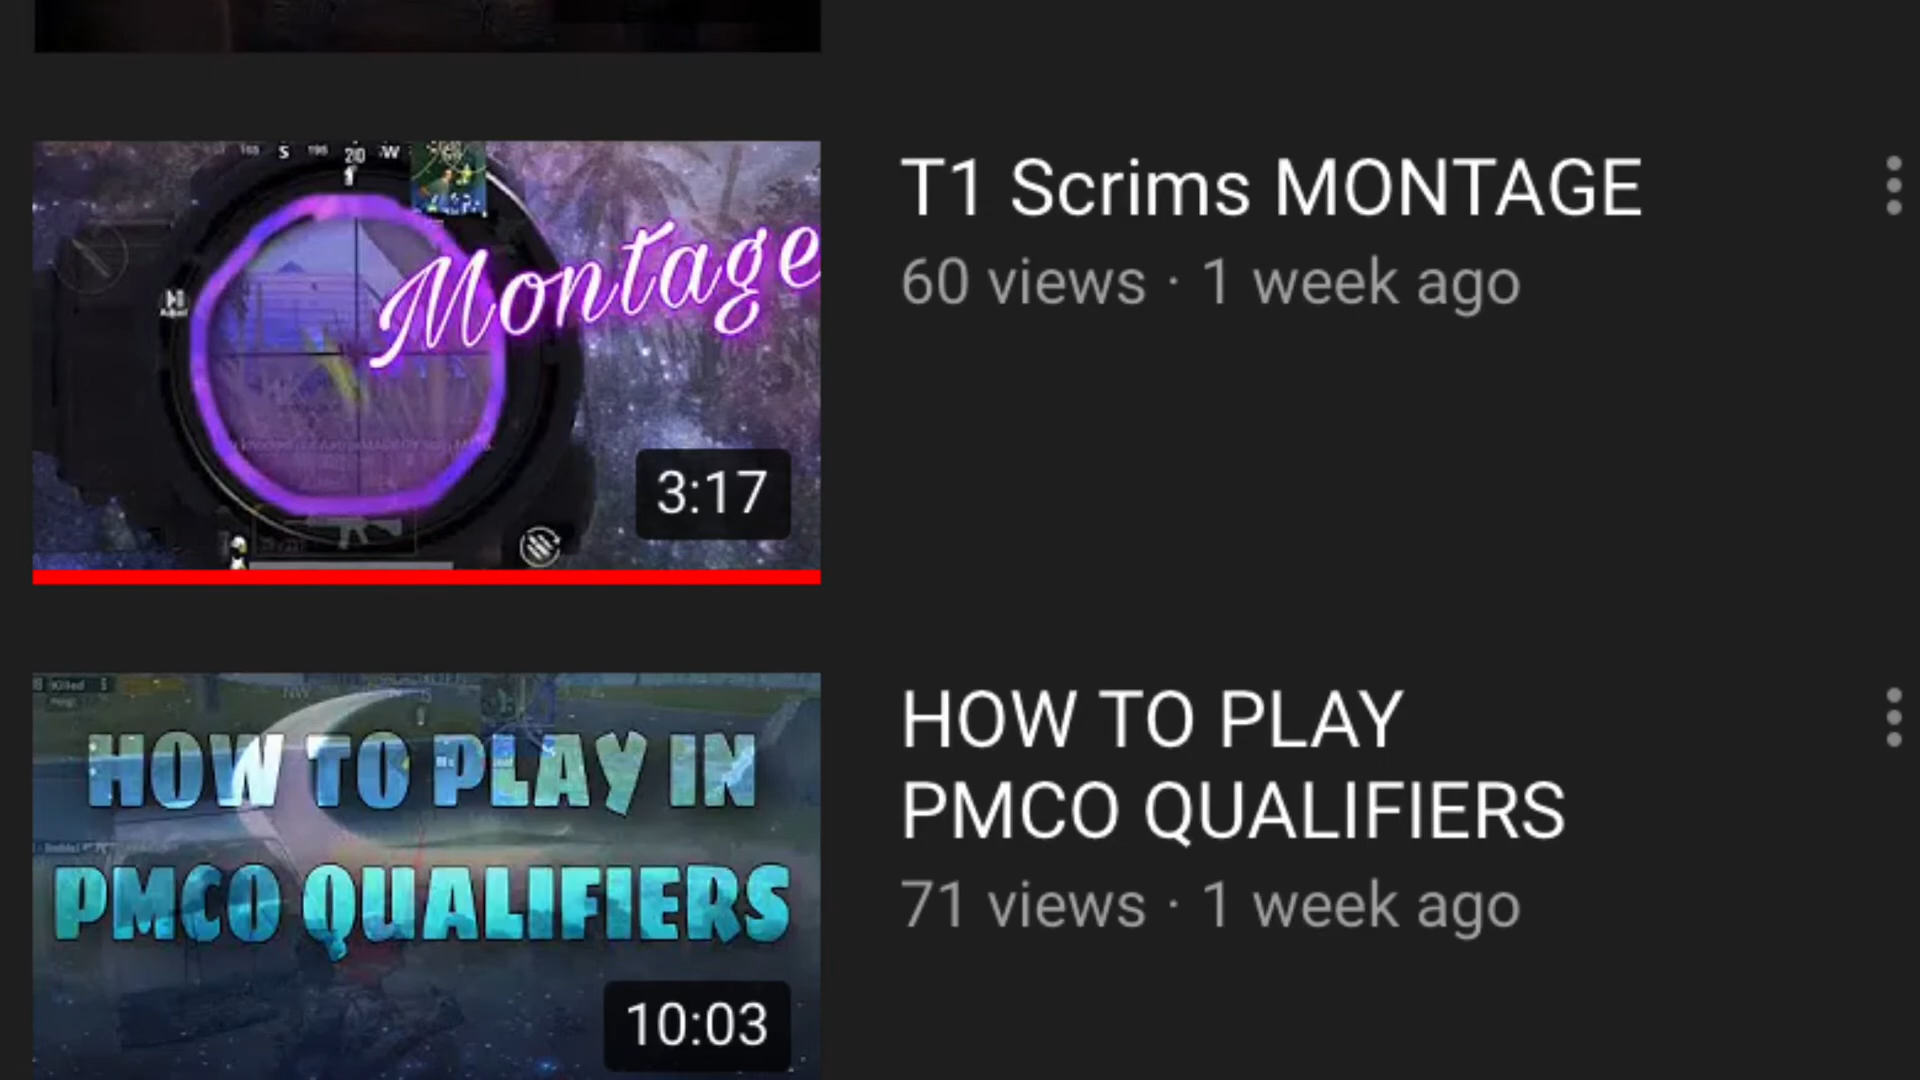 S
210
W
Montage
3:17
T1 Scrims MONTAGE
60 views · 1 week ago
HOW TO PLAY IN
PMCO QUALIFIERS
10:03
HOW TO PLAY
PMCO QUALIFIERS
71 views · 1 week ago